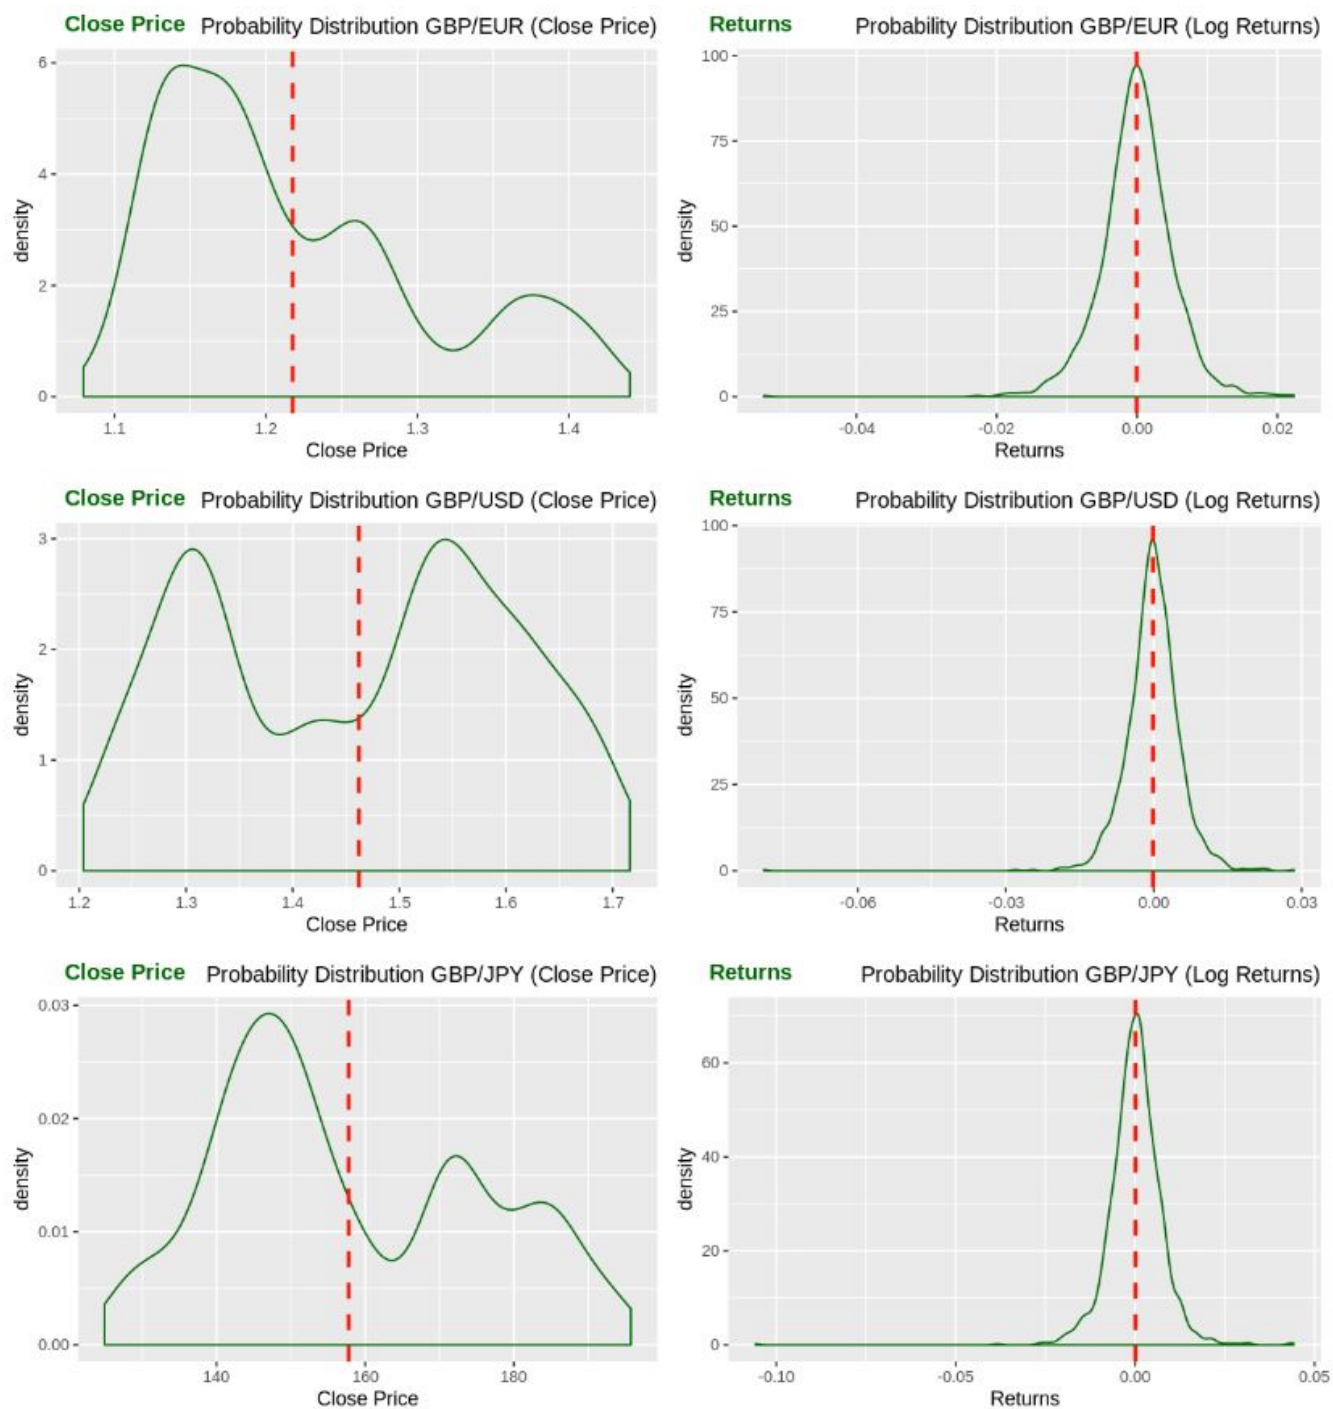 Close Price Probability Distribution GBP/EUR (Close Price)
6
4
2
0
density
1.1 1.2 1.3 1.4
Close Price
Returns Probability Distribution GBP/EUR (Log Returns)
100
75
50
25
0
density
-0.04 -0.02 0.00 0.02
Returns
Close Price Probability Distribution GBP/USD (Close Price)
3
2
1
0
density
1.2 1.3 1.4 1.5 1.6 1.7
Close Price
Returns Probability Distribution GBP/USD (Log Returns)
100
75
50
25
0
density
-0.06 -0.03 0.00 0.03
Returns
Close Price Probability Distribution GBP/JPY (Close Price)
0.03
0.02
0.01
0.00
density
140 160 180
Close Price
Returns Probability Distribution GBP/JPY (Log Returns)
60
40
20
0
density
-0.10 -0.05 0.00 0.05
Returns